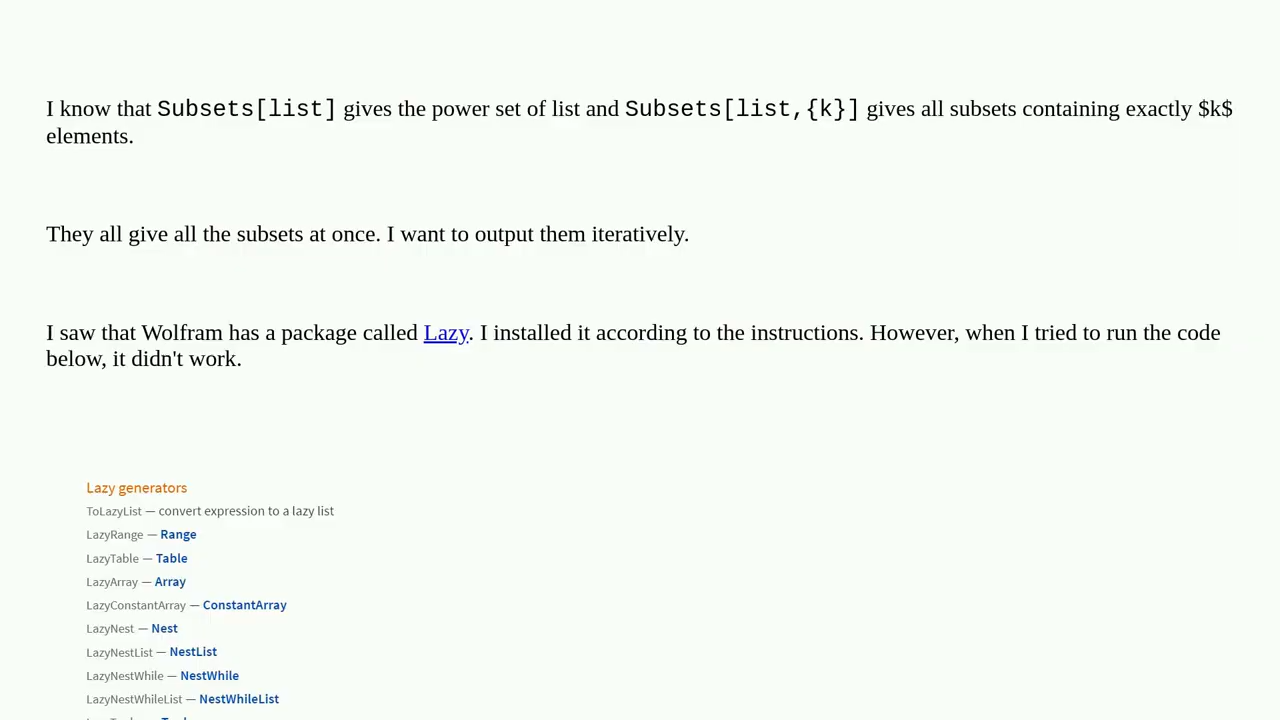 I know that Subsets[list] gives the power set of list and Subsets[list,{k}] gives all subsets containing exactly $k$
elements.
They all give all the subsets at once. I want to output them iteratively.
I saw that Wolfram has a package called Lazy. I installed it according to the instructions. However, when I tried to run the code
below, it didn't work.
Lazy generators
ToLazyList — convert expression to a lazy list
LazyRange — Range
LazyTable — Table
LazyArray — Array
LazyConstantArray — ConstantArray
LazyNest — Nest
LazyNestList — NestList
LazyNestWhile — NestWhile
LazyNestWhileList — NestWhileList